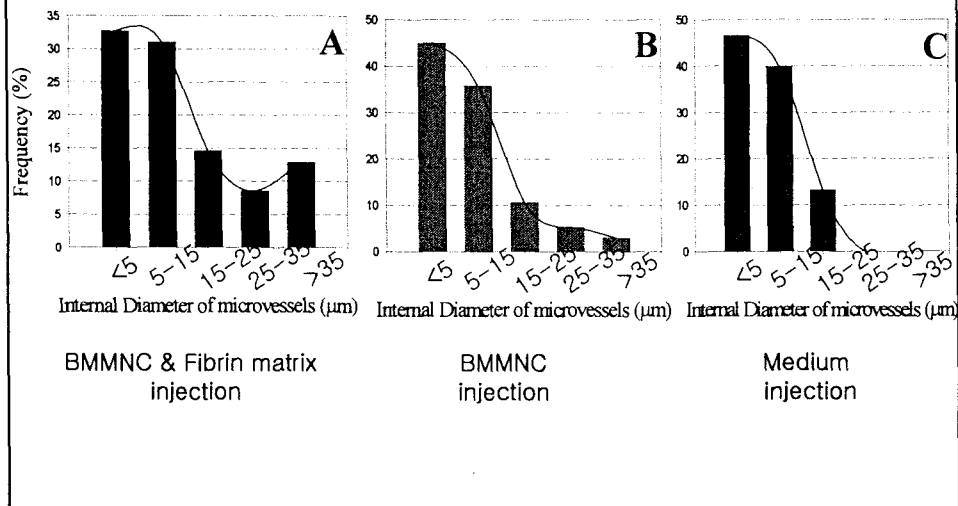 A
B
C
Frequency (%)
35
30
25
20
15
10
5
0
<5
5-15
15-25
25-35
>35
Internal Diameter of microvessels (μm)
BMMNC & Fibrin matrix
injection
50
40
30
20
10
0
<5
5-15
15-25
25-35
>35
Internal Diameter of microvessels (μm)
BMMNC
injection
50
40
30
20
10
0
<5
5-15
15-25
25-35
>35
Internal Diameter of microvessels (μm)
Medium
injection